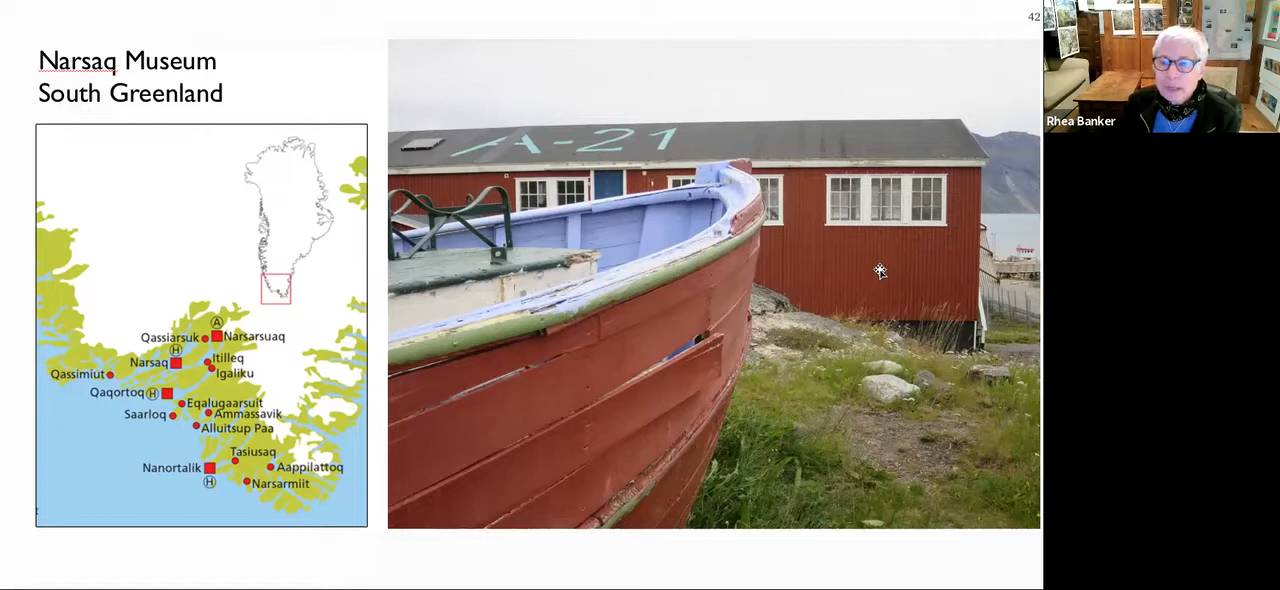 42
Narsaq Museum
South Greenland
A-21
Rhea Banker
A
Qassiarsuk
Narsarsuaq
H
Narsaq
Itilleq
Igaliku
Qassimiut
Qaqortoq H
Eqalugaarsuit
Saarloq
Ammassavik
Alluitsup Paa
Tasiusaq
Nanortalik
Aappilattoq
H
Narsarmiit